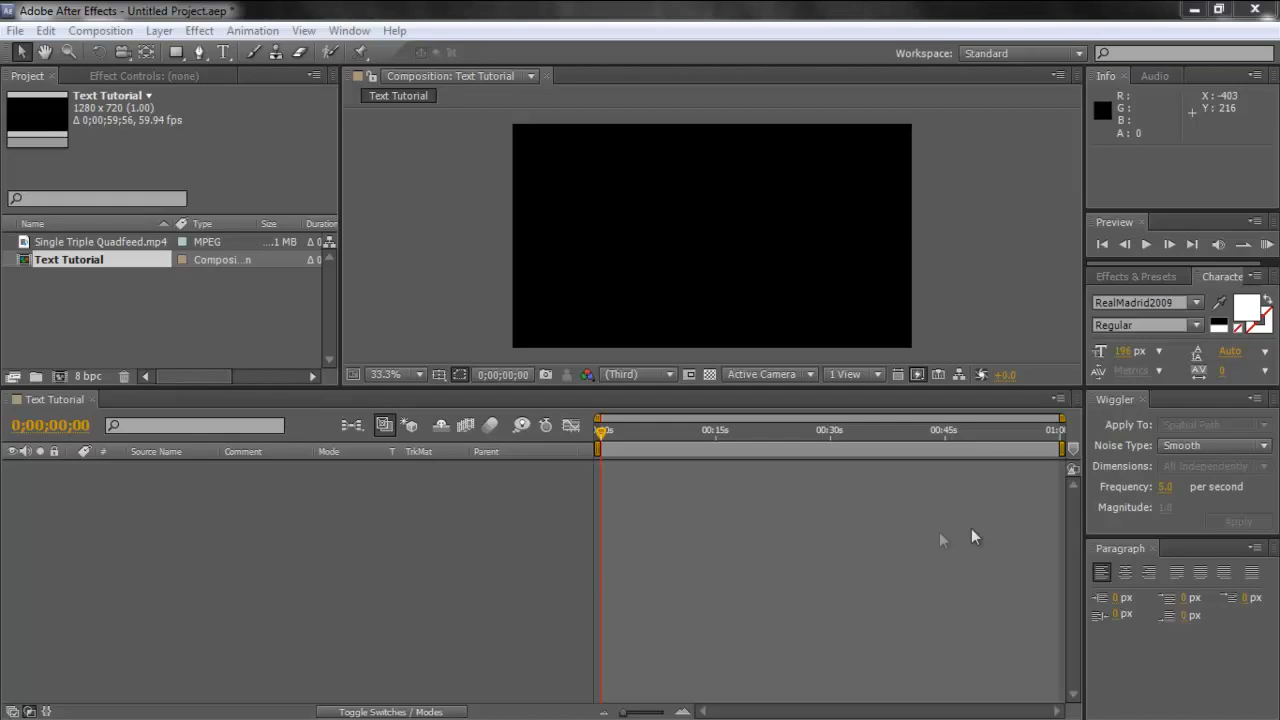 Adobe After Effects - Untitled Project.aep *
File Edit Composition Layer Effect Animation View Window Help
Workspace: Standard
Project Effect Controls: (none)
Composition: Text Tutorial
Info Audio
Text Tutorial
1280 x 720 (1.00)
Δ 0;00;59;56, 59.94 fps
Text Tutorial
R :
G :
B :
A : 0
X : -403
Y : 216
Name Type Size Duration
Single Triple Quadfeed.mp4 MPEG ....1 MB Δ 0
Text Tutorial Composi...n Δ 0
Preview
Effects & Presets Characte
RealMadrid2009
Regular
196 px Auto
Metrics 0
8 bpc
33.3% 0;00;00;00 (Third) Active Camera 1 View +0.0
Text Tutorial
0;00;00;00
00s 00:15s 00:30s 00:45s 01:0
# Source Name Comment Mode T TrkMat Parent
Wiggler
Apply To: Spatial Path
Noise Type: Smooth
Dimensions: All Independently
Frequency: 5.0 per second
Magnitude: 1.0
Apply
Paragraph
0 px 0 px 0 px
0 px 0 px
Toggle Switches / Modes